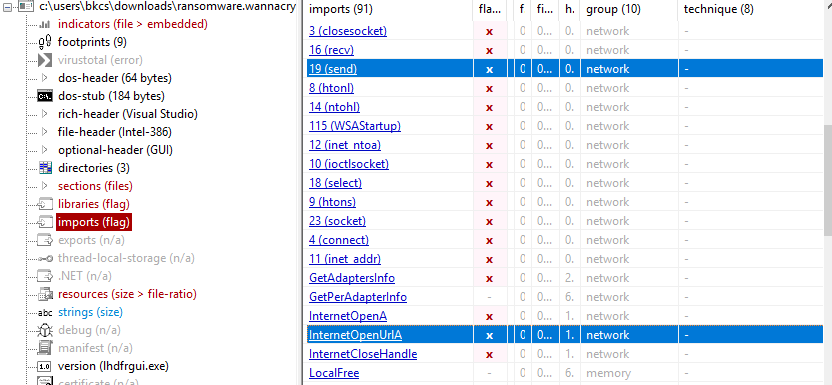 c:\users\bkcs\downloads\ransomware.wannacry
indicators (file > embedded)
footprints (9)
virustotal (error)
dos-header (64 bytes)
dos-stub (184 bytes)
rich-header (Visual Studio)
file-header (Intel-386)
optional-header (GUI)
directories (3)
sections (files)
libraries (flag)
imports (flag)
exports (n/a)
thread-local-storage (n/a)
.NET (n/a)
resources (size > file-ratio)
abc strings (size)
debug (n/a)
manifest (n/a)
1.0 version (lhdfrgui.exe)
certificate (n/a)
imports (91) fla... f fi... h. group (10) technique (8)
3 (closesocket) x 0 0... 0. network -
16 (recv) x 0 0... 0. network -
19 (send) x 0 0... 0. network -
8 (htonl) x 0 0... 0. network -
14 (ntohl) x 0 0... 0. network -
115 (WSAStartup) x 0 0... 0. network -
12 (inet_ntoa) x 0 0... 0. network -
10 (ioctlsocket) x 0 0... 0. network -
18 (select) x 0 0... 0. network -
9 (htons) x 0 0... 0. network -
23 (socket) x 0 0... 0. network -
4 (connect) x 0 0... 0. network -
11 (inet_addr) x 0 0... 0. network -
GetAdaptersInfo x 0 0... 2. network -
GetPerAdapterInfo - 0 0... 6. network -
InternetOpenA x 0 0... 1. network -
InternetOpenUrlA x 0 0... 1. network -
InternetCloseHandle x 0 0... 1. network -
LocalFree - 0 0... 6. memory -